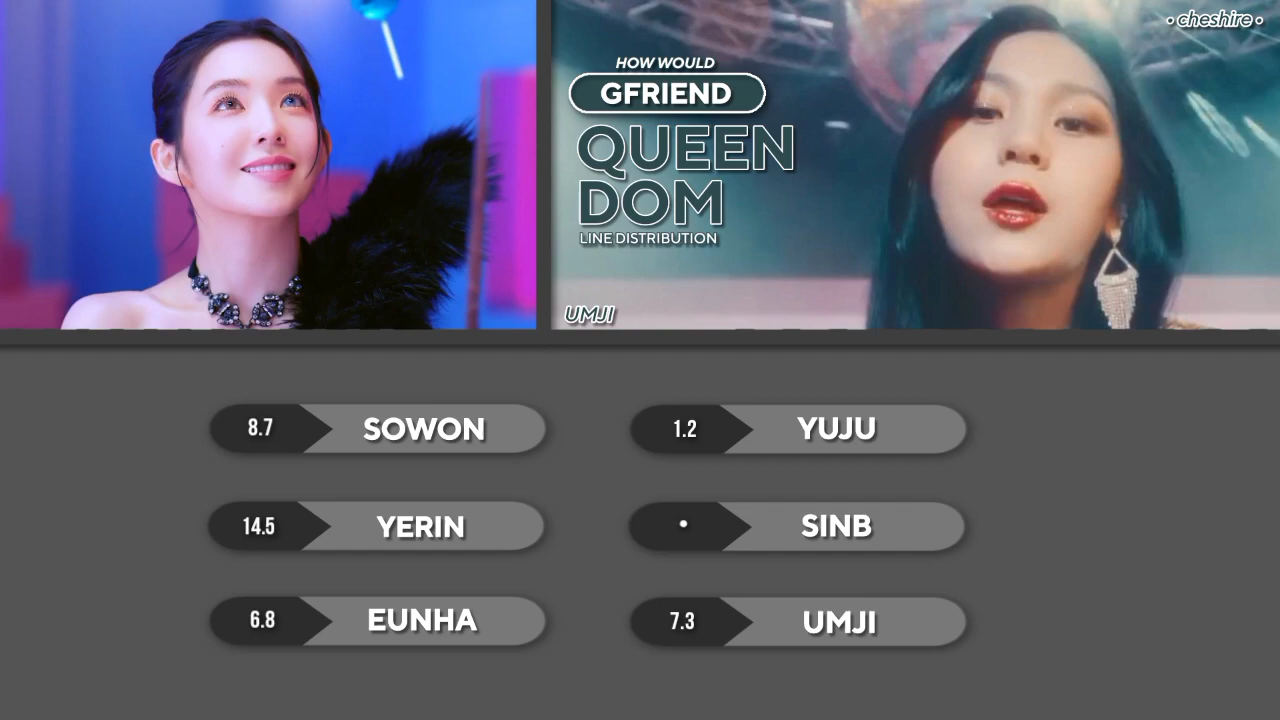 • cheshire •
HOW WOULD
GFRIEND
QUEEN
DOM
LINE DISTRIBUTION
UMJI
8.7 SOWON
1.2 YUJU
14.5 YERIN
• SINB
6.8 EUNHA
7.3 UMJI